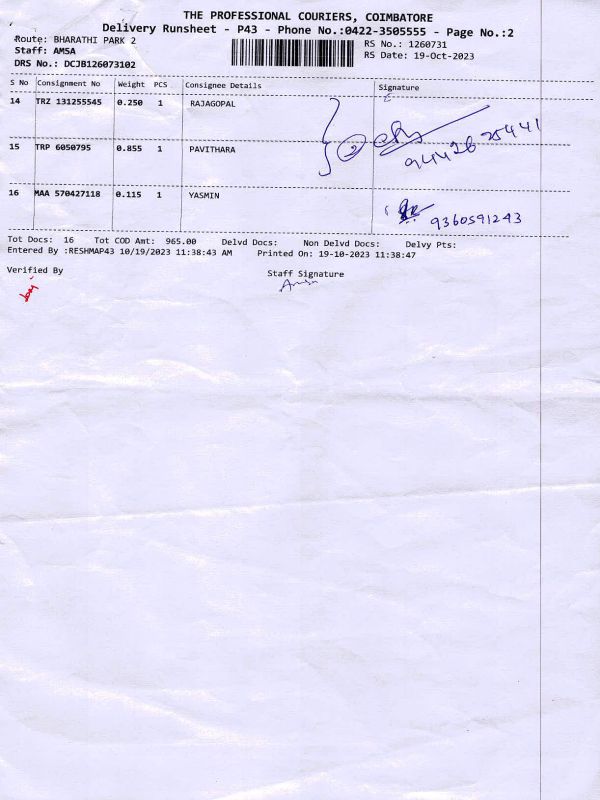 THE PROFESSIONAL COURIERS, COIMBATORE
Delivery Runsheet - P43 - Phone No.:0422-3505555 - Page No.:2
Route: BHARATHI PARK 2
RS No.: 1260731
Staff: AMSA
RS Date: 19-Oct-2023
DRS No.: DCJB126073102
S No Consignment No Weight PCS Consignee Details Signature
14 TRZ 131255545 0.250 1 RAJAGOPAL
2
9442625441
15 TRP 6050795 0.855 1 PAVITHARA
16 MAA 570427118 0.115 1 YASMIN
9360591243
Tot Docs: 16 Tot COD Amt: 965.00 Delvd Docs: Non Delvd Docs: Delvy Pts:
Entered By :RESHMAP43 10/19/2023 11:38:43 AM Printed On: 19-10-2023 11:38:47
Verified By Staff Signature
Amsa